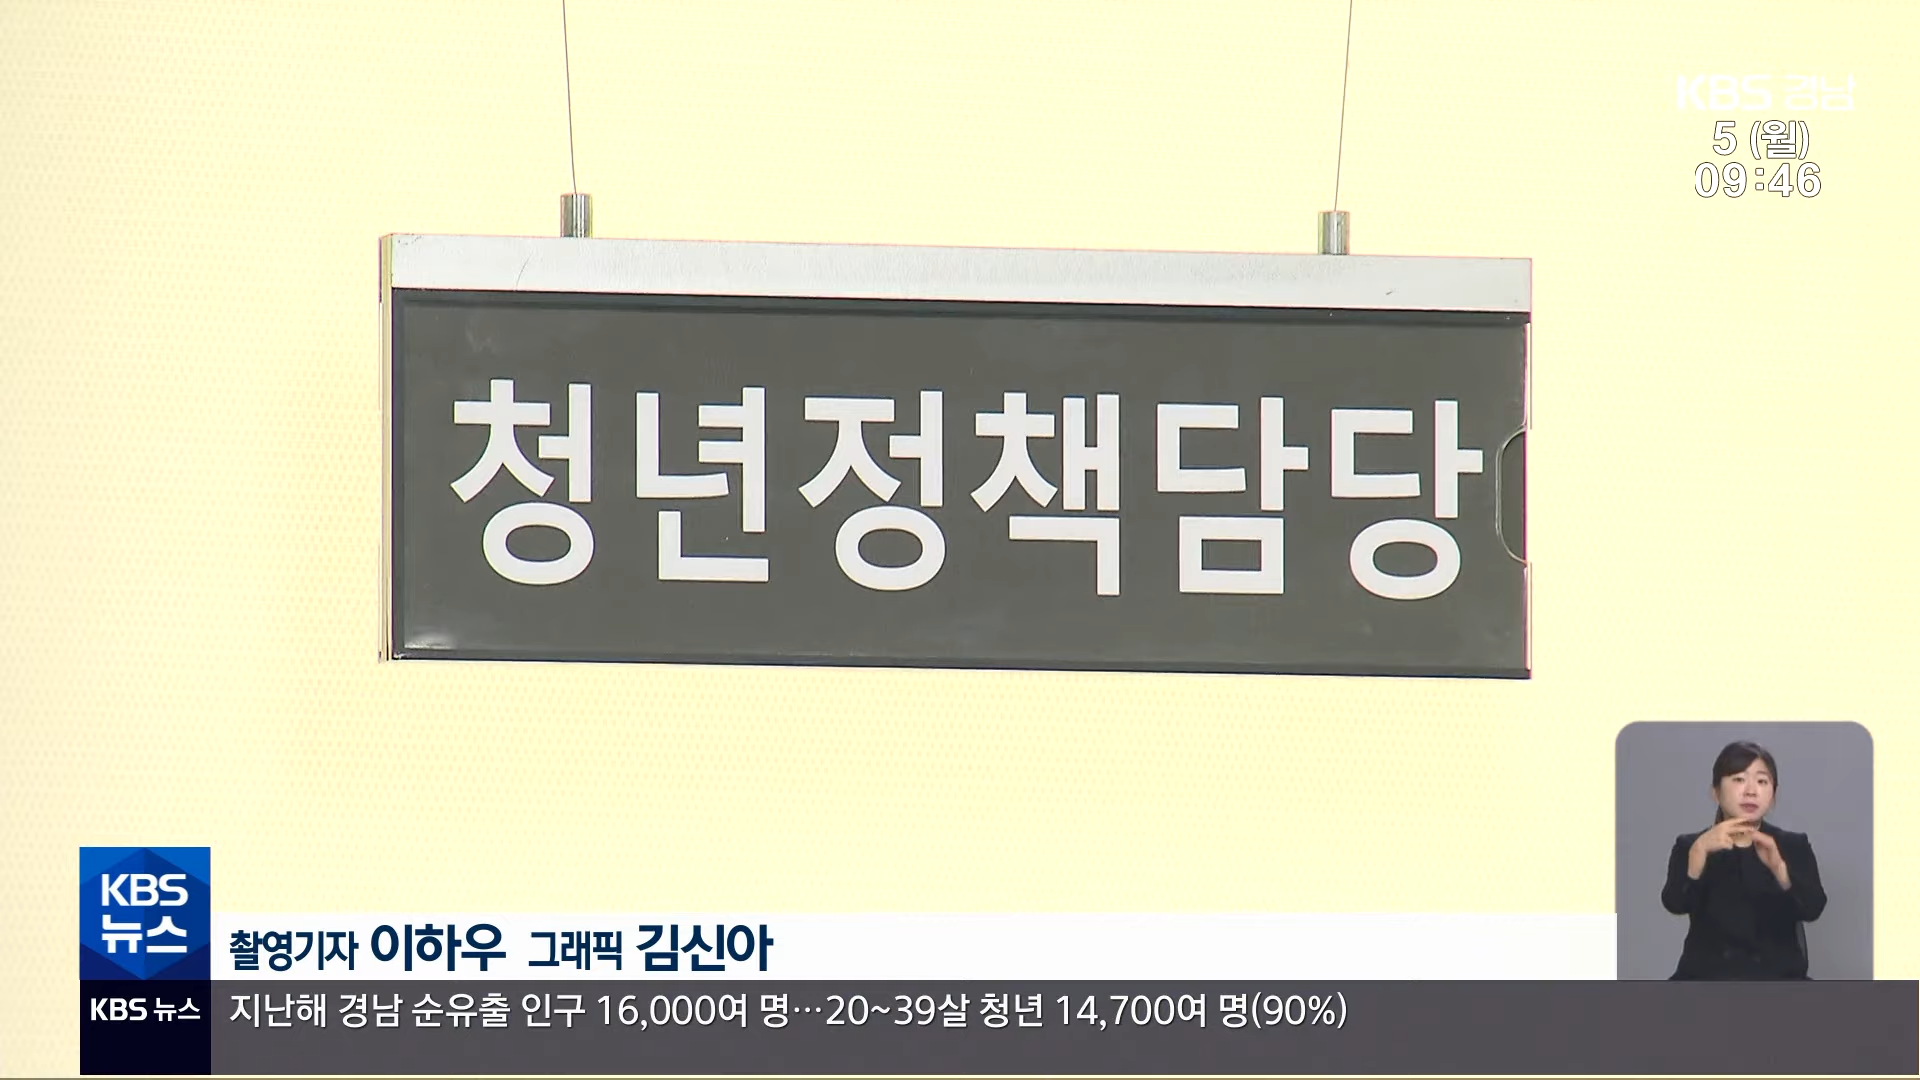 KBS 경남
5 (월)
09:46
청년정책담당
KBS
뉴스
촬영기자 이하우 그래픽 김신아
KBS 뉴스
지난해 경남 순유출 인구 16,000여 명…20~39살 청년 14,700여 명(90%)